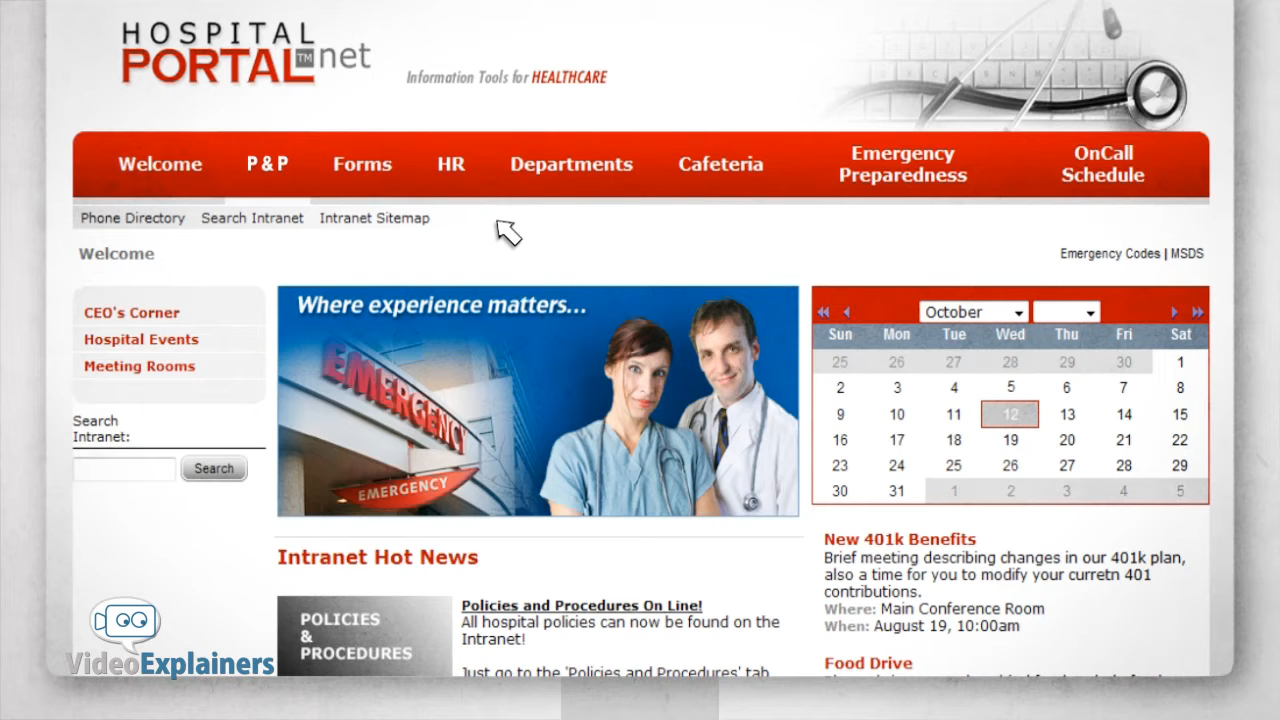 HOSPITAL
PORTAL™net
Information Tools for HEALTHCARE
Welcome P & P Forms HR Departments Cafeteria Emergency Preparedness OnCall Schedule
Phone Directory Search Intranet Intranet Sitemap
Welcome
Emergency Codes | MSDS
CEO's Corner
Hospital Events
Meeting Rooms
Search
Intranet:
Search
Where experience matters...
EMERGENCY
EMERGENCY
October
Sun Mon Tue Wed Thu Fri Sat
25 26 27 28 29 30 1
2 3 4 5 6 7 8
9 10 11 12 13 14 15
16 17 18 19 20 21 22
23 24 25 26 27 28 29
30 31 1 2 3 4 5
Intranet Hot News
POLICIES
&
PROCEDURES
Policies and Procedures On Line!
All hospital policies can now be found on the
Intranet!
Just go to the 'Policies and Procedures' tab
New 401k Benefits
Brief meeting describing changes in our 401k plan,
also a time for you to modify your curretn 401
contributions.
Where: Main Conference Room
When: August 19, 10:00am
Food Drive
VideoExplainers